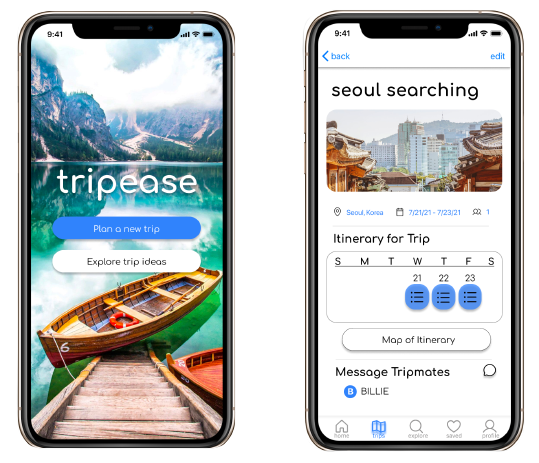 9:41
tripease
Plan a new trip
Explore trip ideas
6
9:41
back
edit
seoul searching
Seoul, Korea 7/21/21 - 7/23/21 1
Itinerary for Trip
S M T W T F S
21 22 23
Map of Itinerary
Message Tripmates
B BILLIE
home trips explore saved profile